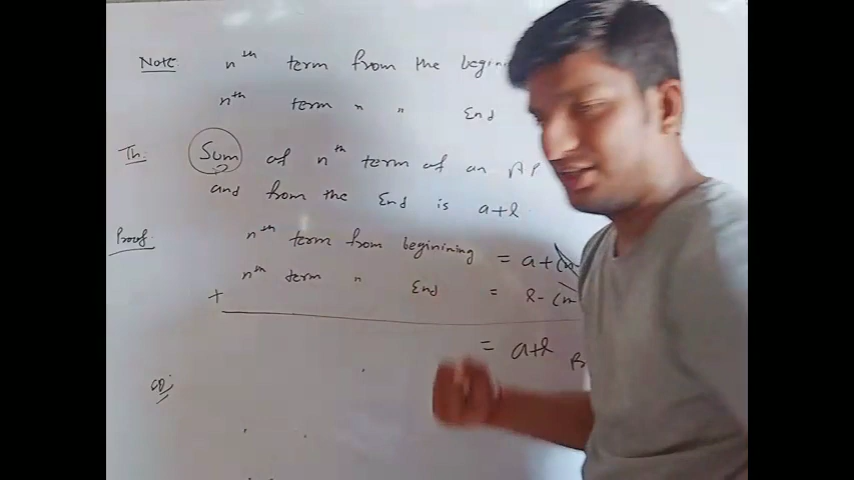 Note nth term from the begin
nth term " " End
Th: Sum of nth term of an AP
and from the End is a+l
Proof nth term from beginining = a+(n-
+ nth term " End = l-(n
= a+l